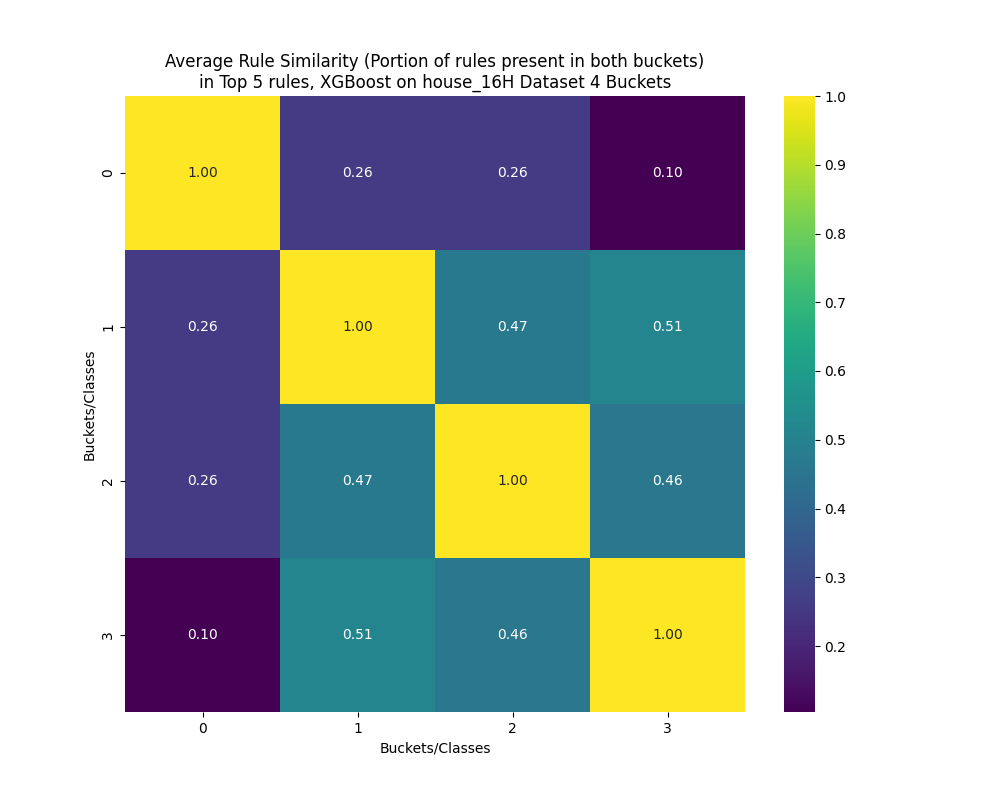 Average Rule Similarity (Portion of rules present in both buckets)
in Top 5 rules, XGBoost on house_16H Dataset 4 Buckets
0 1.00 0.26 0.26 0.10
1 0.26 1.00 0.47 0.51
2 0.26 0.47 1.00 0.46
3 0.10 0.51 0.46 1.00
0 1 2 3
Buckets/Classes
Buckets/Classes
1.0
0.9
0.8
0.7
0.6
0.5
0.4
0.3
0.2